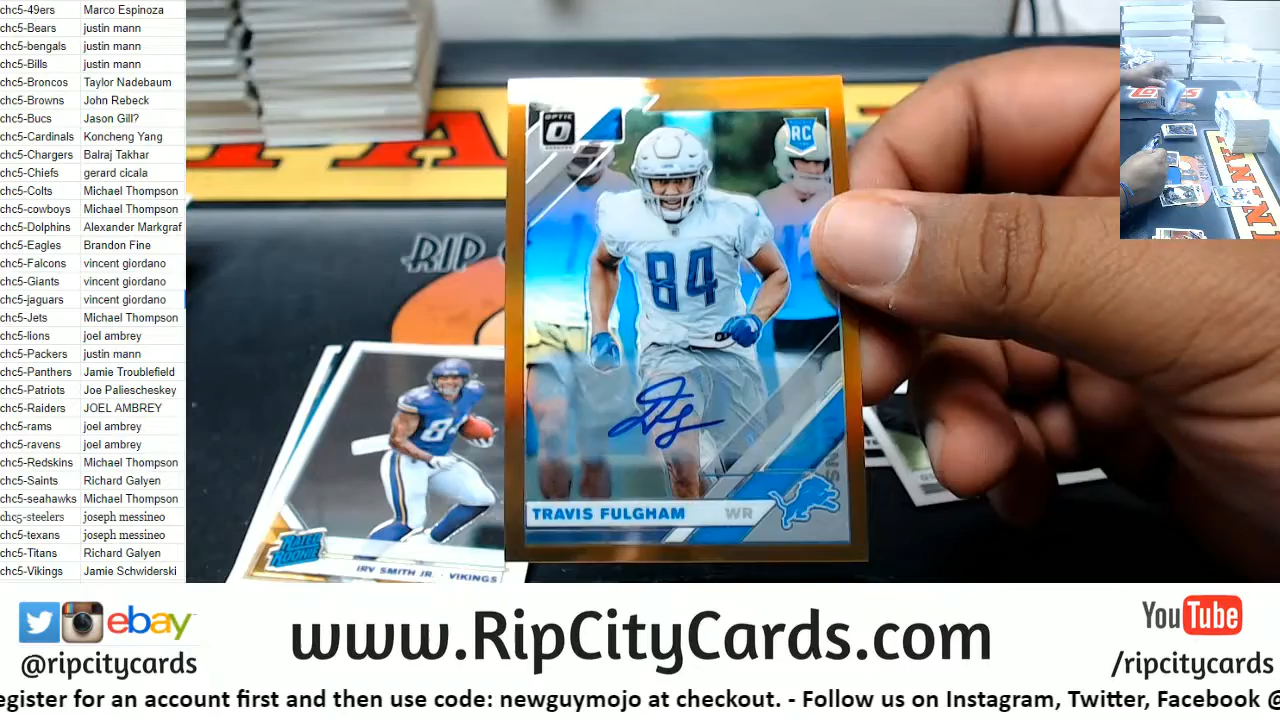 chc5-49ers Marco Espinoza
chc5-Bears justin mann
chc5-bengals justin mann
chc5-Bills justin mann
chc5-Broncos Taylor Nadebaum
chc5-Browns John Rebeck
chc5-Bucs Jason Gill?
chc5-Cardinals Koncheng Yang
chc5-Chargers Balraj Takhar
chc5-Chiefs gerard cicala
chc5-Colts Michael Thompson
chc5-cowboys Michael Thompson
chc5-Dolphins Alexander Markgraf
chc5-Eagles Brandon Fine
chc5-Falcons vincent giordano
chc5-Giants vincent giordano
chc5-jaguars vincent giordano
chc5-Jets Michael Thompson
chc5-lions joel ambrey
chc5-Packers justin mann
chc5-Panthers Jamie Troublefield
chc5-Patriots Joe Paliescheskey
chc5-Raiders JOEL AMBREY
chc5-rams joel ambrey
chc5-ravens joel ambrey
chc5-Redskins Michael Thompson
chc5-Saints Richard Galyen
chc5-seahawks Michael Thompson
chc5-steelers joseph messineo
chc5-texans joseph messineo
chc5-Titans Richard Galyen
chc5-Vikings Jamie Schwiderski
RIP
OPTIC
RC
84
TRAVIS FULGHAM WR
RATED ROOKIE
IRV SMITH JR. - VIKINGS
ebay
@ripcitycards
www.RipCityCards.com
YouTube
/ripcitycards
egister for an account first and then use code: newguymojo at checkout. - Follow us on Instagram, Twitter, Facebook @